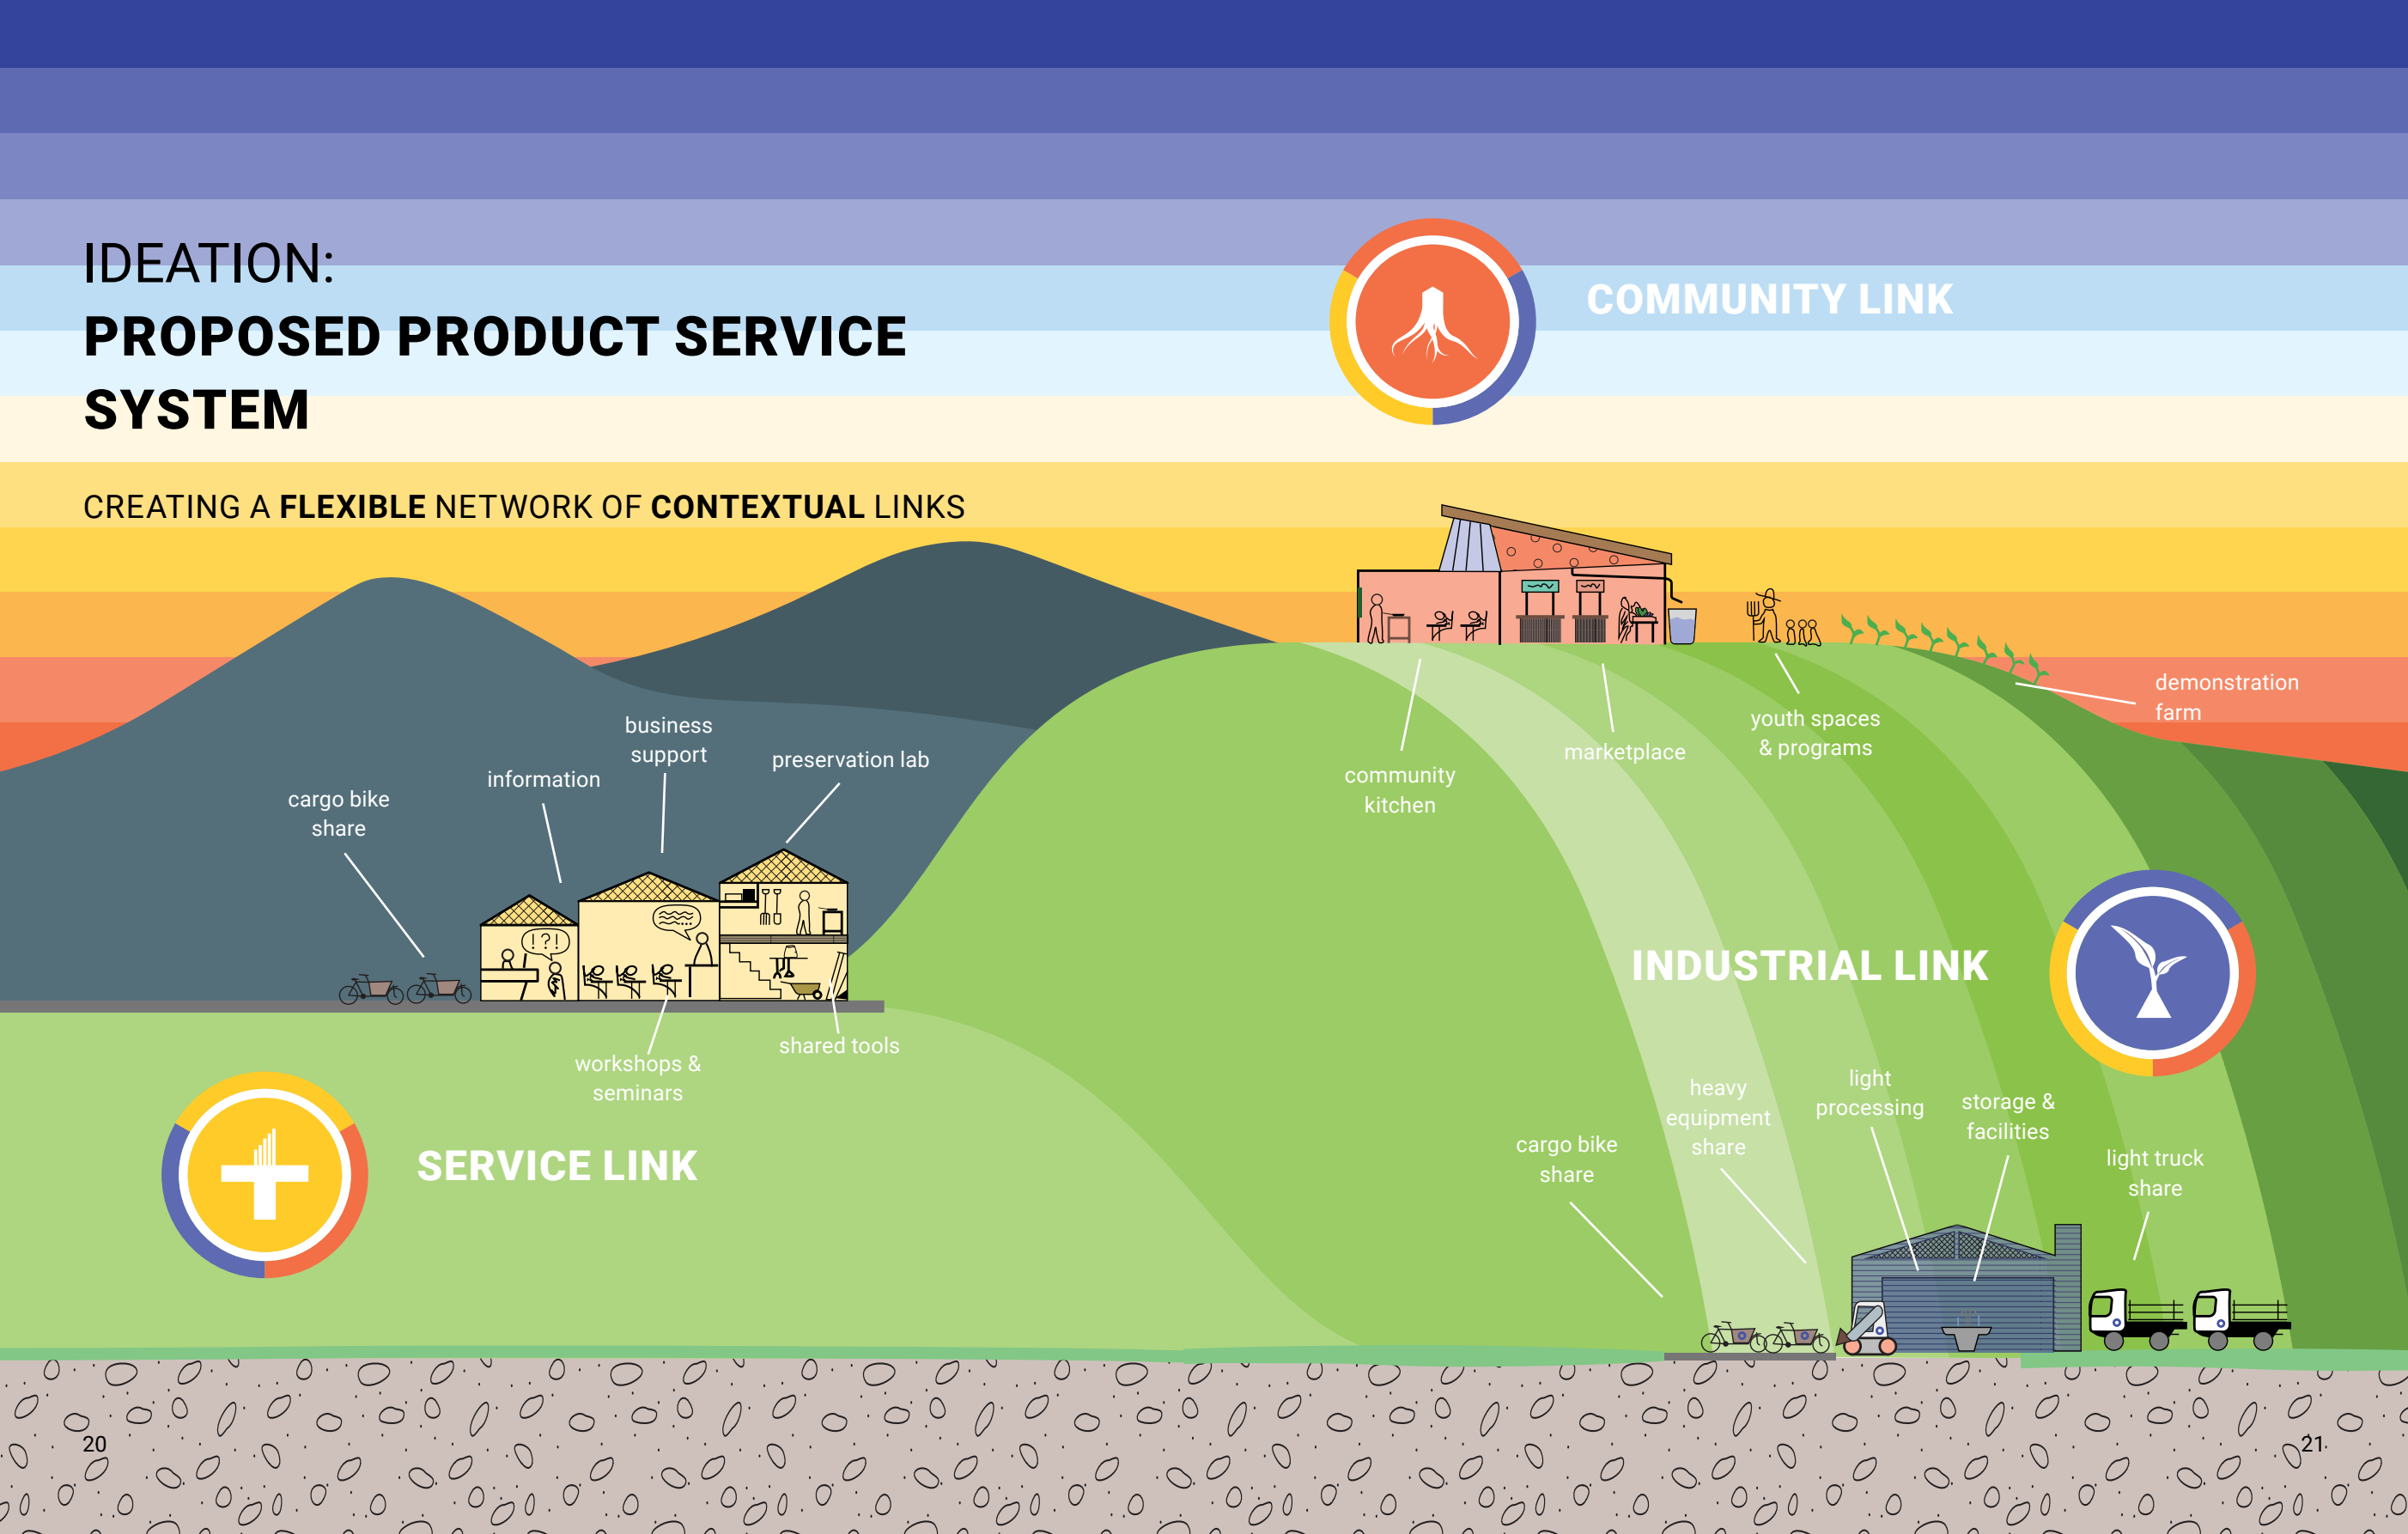 IDEATION:
PROPOSED PRODUCT SERVICE
SYSTEM
CREATING A FLEXIBLE NETWORK OF CONTEXTUAL LINKS
COMMUNITY LINK
community
kitchen
marketplace
youth spaces
& programs
demonstration
farm
cargo bike
share
information
business
support
preservation lab
!?!
workshops &
seminars
shared tools
SERVICE LINK
INDUSTRIAL LINK
cargo bike
share
heavy
equipment
share
light
processing
storage &
facilities
light truck
share
20
21